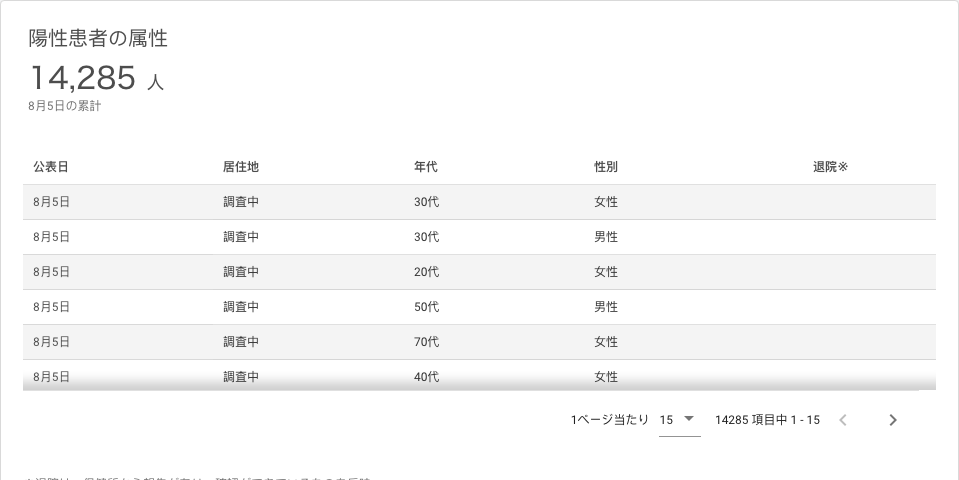 陽性患者の属性
14,285 人
8月5日の累計
公表日 居住地 年代 性別 退院※
8月5日 調査中 30代 女性
8月5日 調査中 30代 男性
8月5日 調査中 20代 女性
8月5日 調査中 50代 男性
8月5日 調査中 70代 女性
8月5日 調査中 40代 女性
1ページ当たり 15 14285 項目中 1 - 15